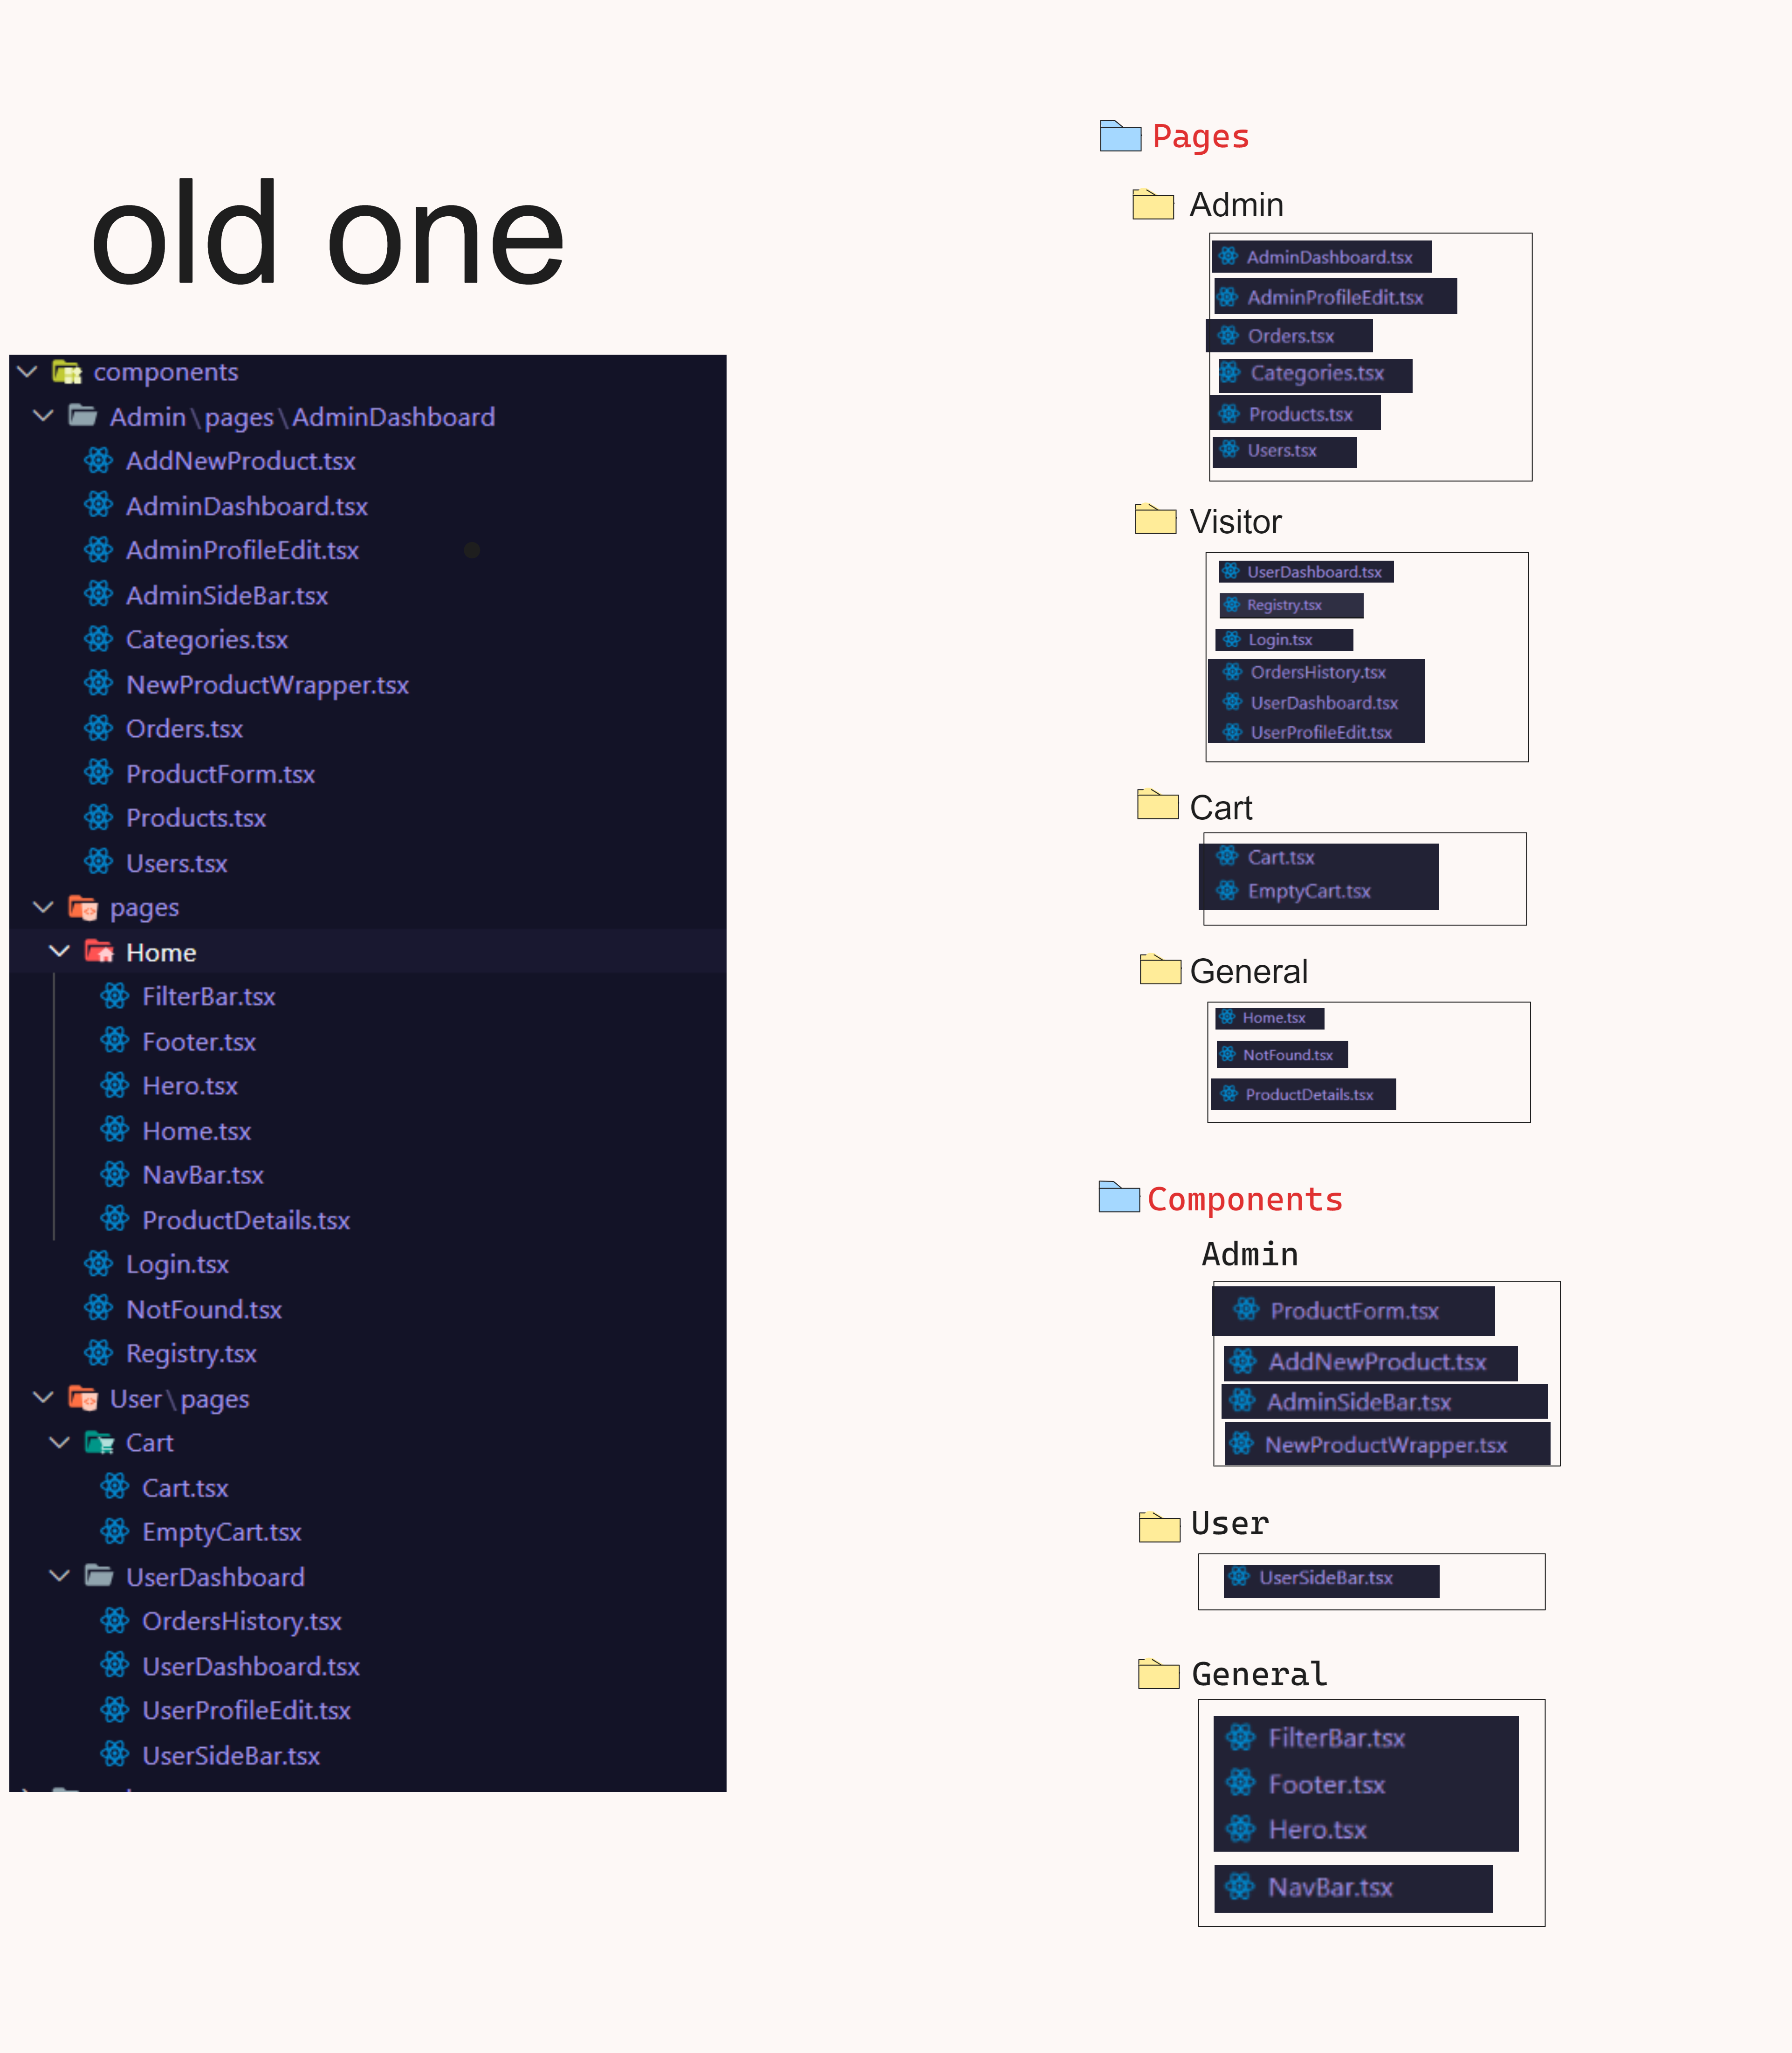 old one
components
Admin\pages\AdminDashboard
AddNewProduct.tsx
AdminDashboard.tsx
AdminProfileEdit.tsx
AdminSideBar.tsx
Categories.tsx
NewProductWrapper.tsx
Orders.tsx
ProductForm.tsx
Products.tsx
Users.tsx
pages
Home
FilterBar.tsx
Footer.tsx
Hero.tsx
Home.tsx
NavBar.tsx
ProductDetails.tsx
Login.tsx
NotFound.tsx
Registry.tsx
User\pages
Cart
Cart.tsx
EmptyCart.tsx
UserDashboard
OrdersHistory.tsx
UserDashboard.tsx
UserProfileEdit.tsx
UserSideBar.tsx
Pages
Admin
AdminDashboard.tsx
AdminProfileEdit.tsx
Orders.tsx
Categories.tsx
Products.tsx
Users.tsx
Visitor
UserDashboard.tsx
Registry.tsx
Login.tsx
OrdersHistory.tsx
UserDashboard.tsx
UserProfileEdit.tsx
Cart
Cart.tsx
EmptyCart.tsx
General
Home.tsx
NotFound.tsx
ProductDetails.tsx
Components
Admin
ProductForm.tsx
AddNewProduct.tsx
AdminSideBar.tsx
NewProductWrapper.tsx
User
UserSideBar.tsx
General
FilterBar.tsx
Footer.tsx
Hero.tsx
NavBar.tsx